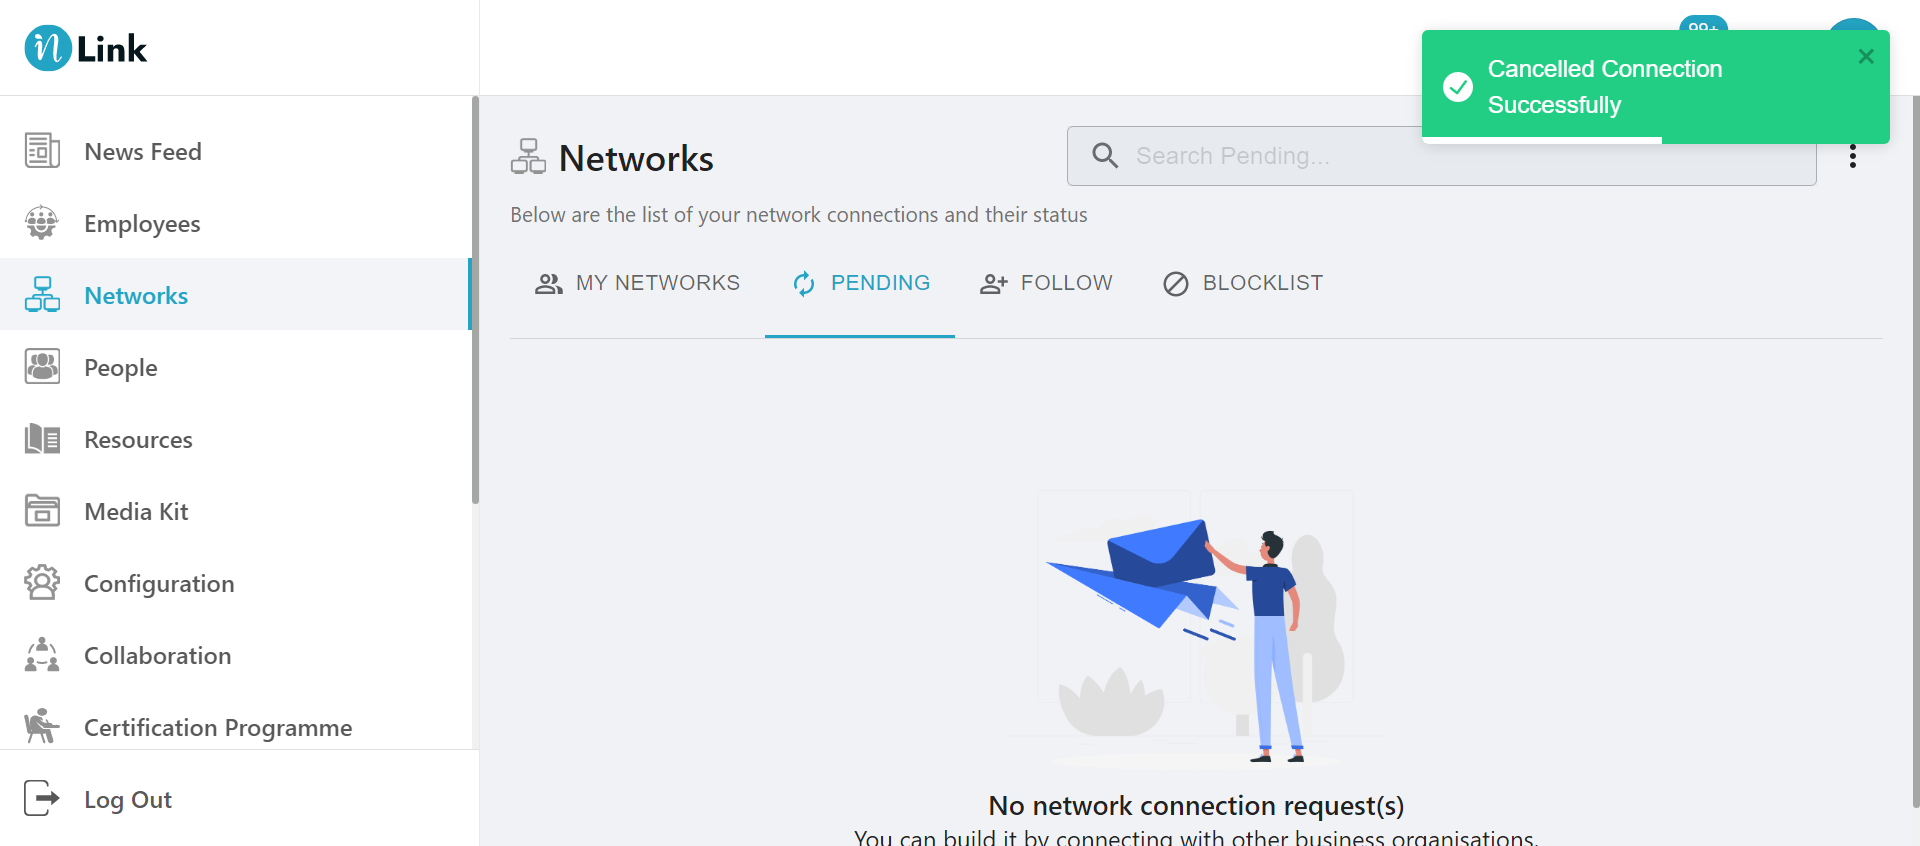 n Link
99+
Cancelled Connection
Successfully
News Feed
Employees
Networks
People
Resources
Media Kit
Configuration
Collaboration
Certification Programme
Log Out
Networks
Search Pending...
Below are the list of your network connections and their status
MY NETWORKS
PENDING
FOLLOW
BLOCKLIST
No network connection request(s)
You can build it by connecting with other business organisations.